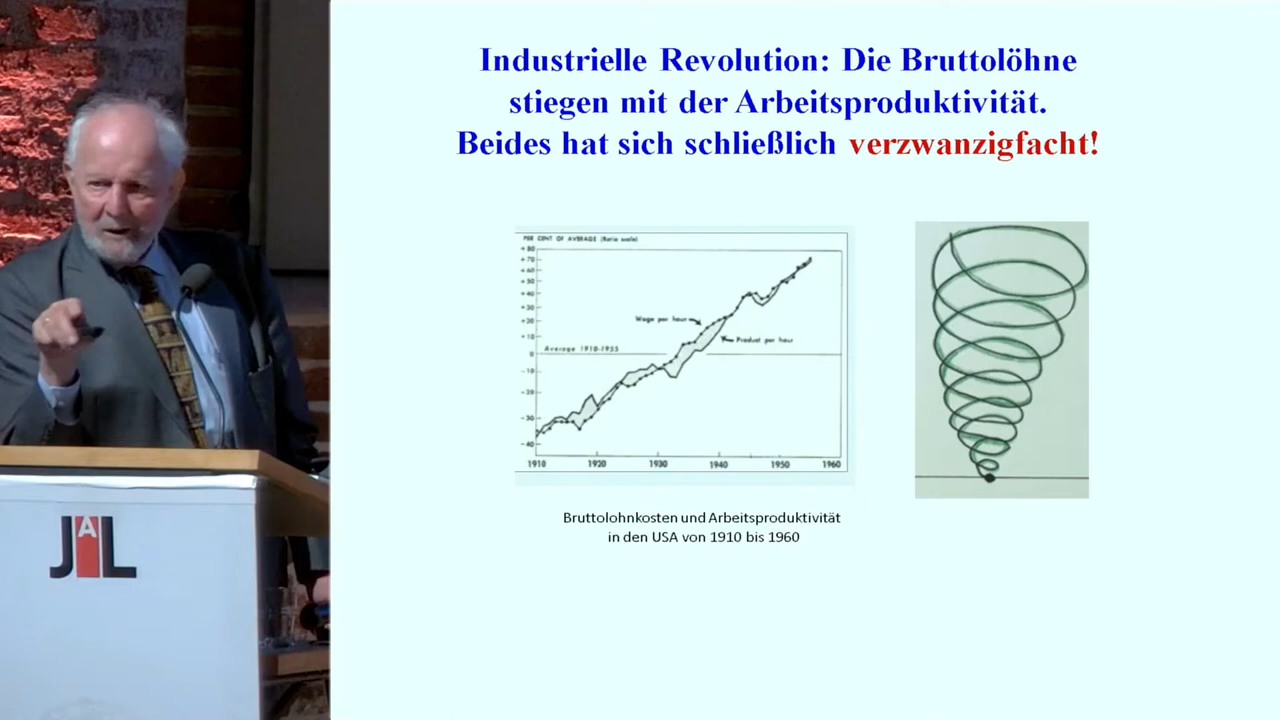 Industrielle Revolution: Die Bruttolöhne
stiegen mit der Arbeitsproduktivität.
Beides hat sich schließlich verzwanzigfacht!
PER CENT OF AVERAGE (Ratio scale)
+80
+70
+60
+50
+40
+30
+20
+10
0
-10
-20
-30
-40
Wage per hour
Product per hour
Average 1910-1955
1910 1920 1930 1940 1950 1960
Bruttolohnkosten und Arbeitsproduktivität
in den USA von 1910 bis 1960
JAL